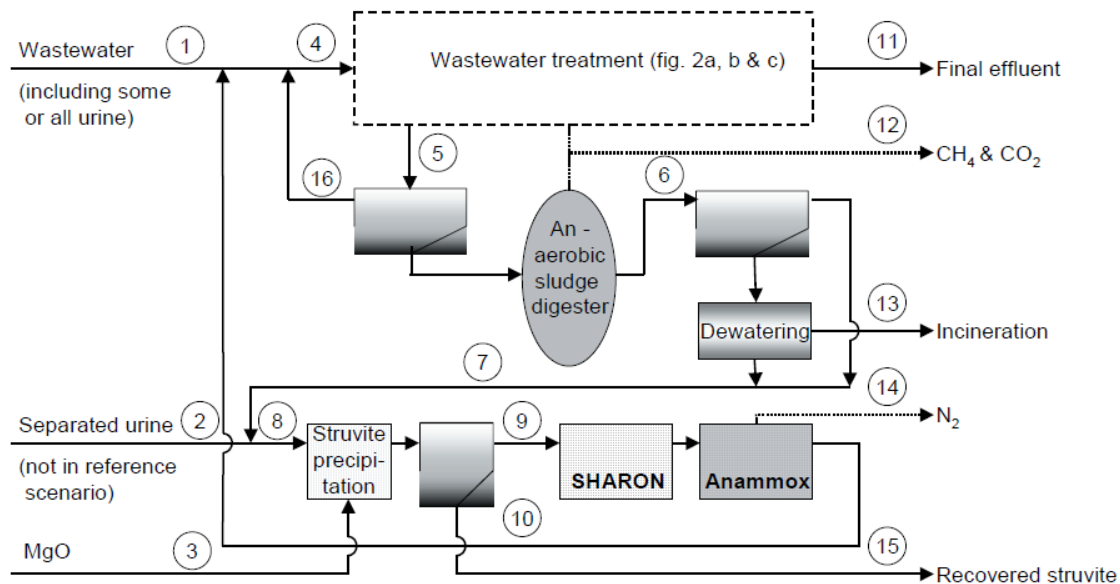 1
4
11
Wastewater
Wastewater treatment (fig. 2a, b & c)
Final effluent
(including some
or all urine)
12
5
CH4 & CO2
16
6
An -
aerobic
sludge
digester
13
Dewatering
Incineration
7
14
Separated urine
2
8
9
N2
Struvite
precipi-
tation
(not in reference
scenario)
SHARON
Anammox
10
MgO
3
15
Recovered struvite